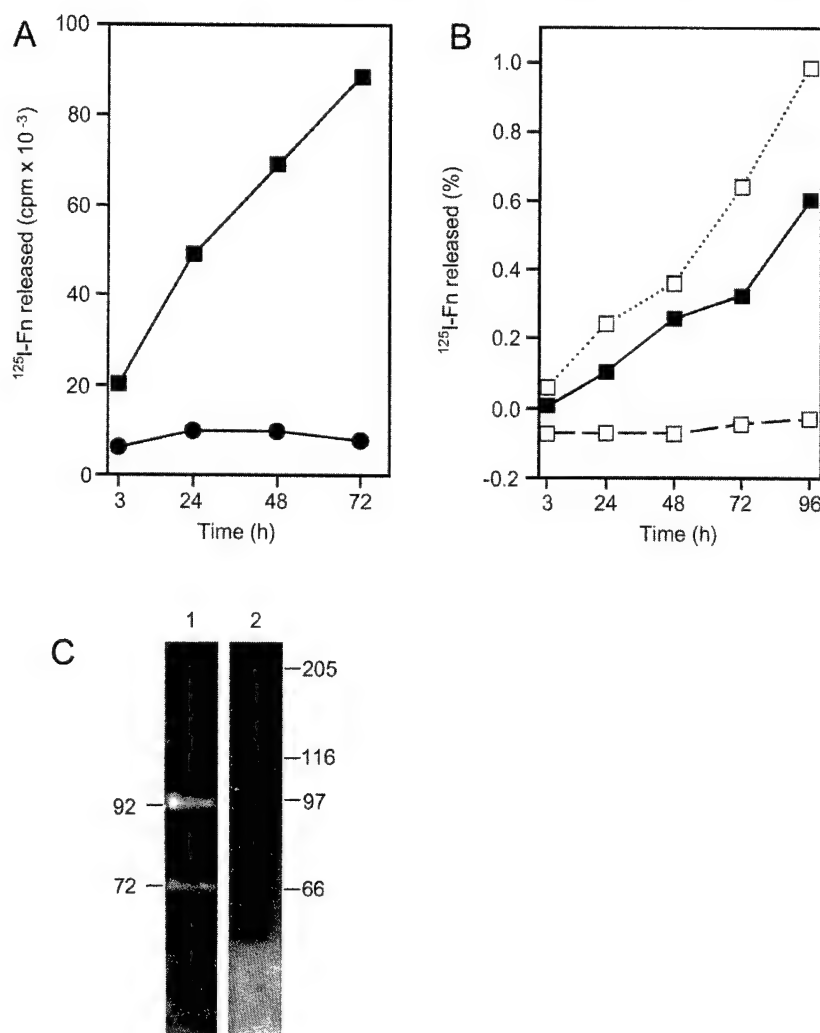 A
¹²⁵I-Fn released (cpm x 10⁻³)
100
80
60
40
20
0
3 24 48 72
Time (h)
B
¹²⁵I-Fn released (%)
1.0
0.8
0.6
0.4
0.2
0.0
-0.2
3 24 48 72 96
Time (h)
C
1 2
205
116
92 97
72 66